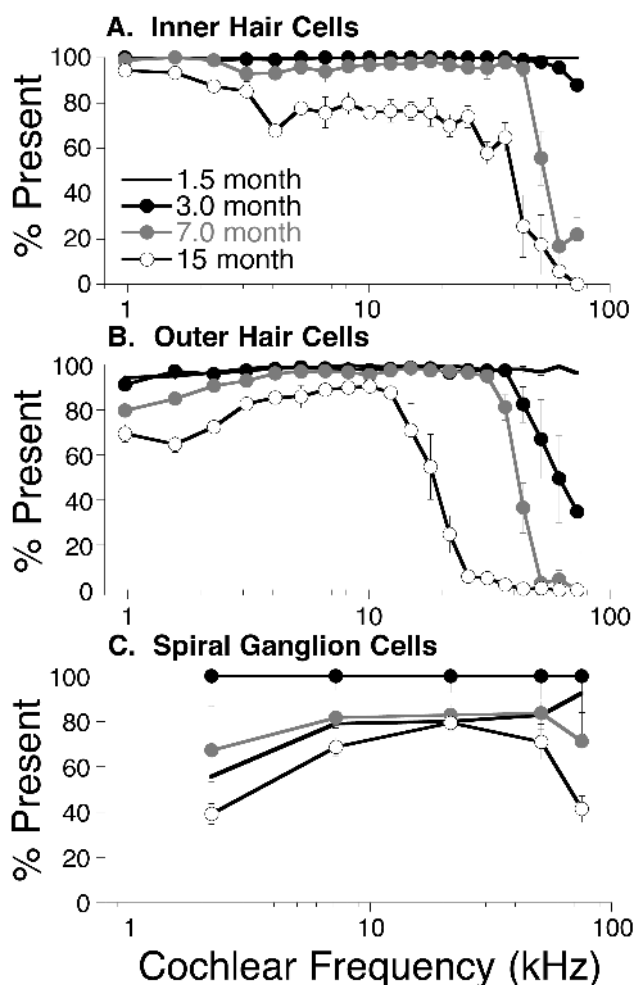 A. Inner Hair Cells
100
80
60
40
20
0
% Present
1.5 month
3.0 month
7.0 month
15 month
1 10 100
B. Outer Hair Cells
100
80
60
40
20
0
% Present
1 10 100
C. Spiral Ganglion Cells
100
80
60
40
20
0
% Present
1 10 100
Cochlear Frequency (kHz)